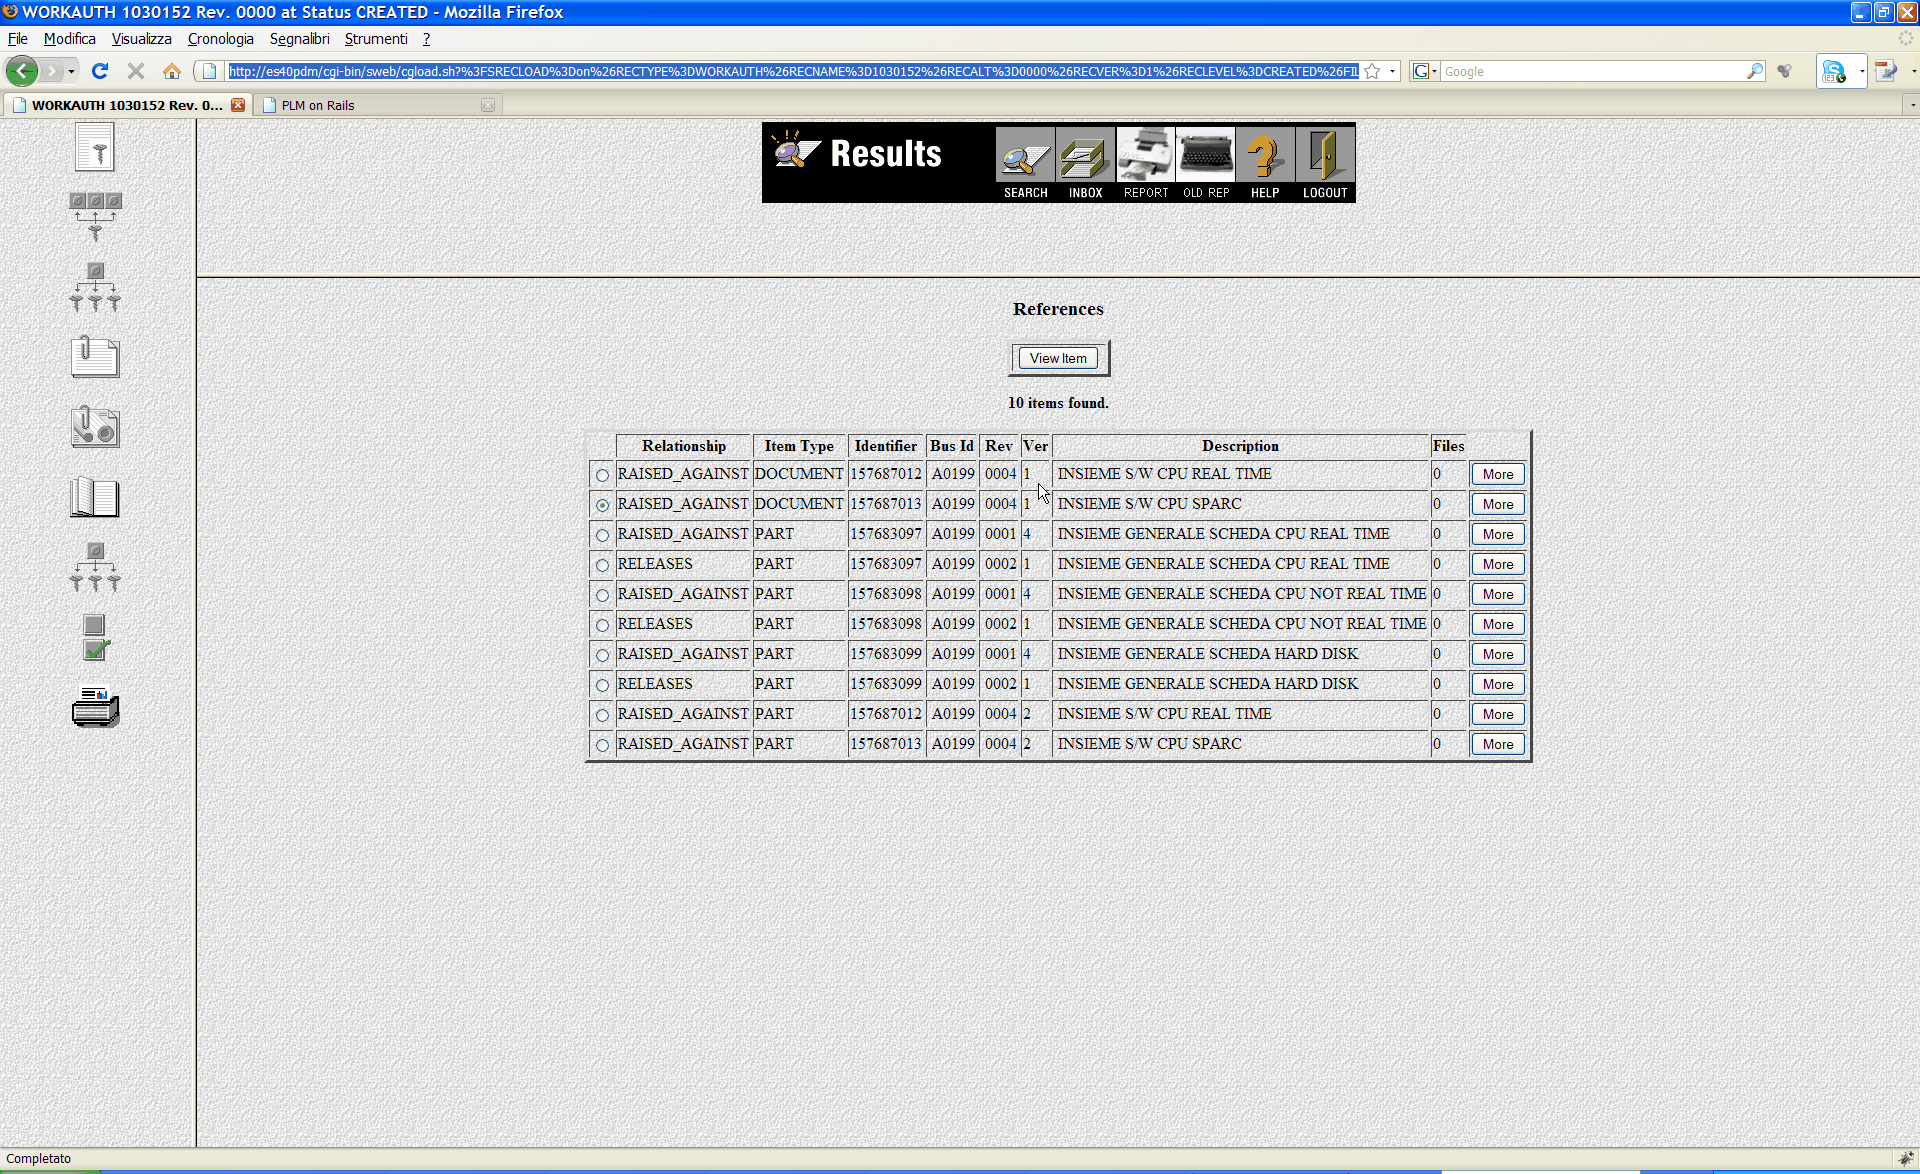 WORKAUTH 1030152 Rev. 0000 at Status CREATED - Mozilla Firefox
File Modifica Visualizza Cronologia Segnalibri Strumenti ?
http://es40pdm/cgi-bin/sweb/cgload.sh?%3FSRECLOAD%3Don%26RECTYPE%3DWORKAUTH%26RECNAME%3D1030152%26RECALT%3D0000%26RECVER%3D1%26RECLEVEL%3DCREATED%26FIL
G Google
WORKAUTH 1030152 Rev. 0... PLM on Rails
Results
SEARCH INBOX REPORT OLD REP HELP LOGOUT
References
View Item
10 items found.
Relationship Item Type Identifier Bus Id Rev Ver Description Files
RAISED_AGAINST DOCUMENT 157687012 A0199 0004 1 INSIEME S/W CPU REAL TIME 0 More
RAISED_AGAINST DOCUMENT 157687013 A0199 0004 1 INSIEME S/W CPU SPARC 0 More
RAISED_AGAINST PART 157683097 A0199 0001 4 INSIEME GENERALE SCHEDA CPU REAL TIME 0 More
RELEASES PART 157683097 A0199 0002 1 INSIEME GENERALE SCHEDA CPU REAL TIME 0 More
RAISED_AGAINST PART 157683098 A0199 0001 4 INSIEME GENERALE SCHEDA CPU NOT REAL TIME 0 More
RELEASES PART 157683098 A0199 0002 1 INSIEME GENERALE SCHEDA CPU NOT REAL TIME 0 More
RAISED_AGAINST PART 157683099 A0199 0001 4 INSIEME GENERALE SCHEDA HARD DISK 0 More
RELEASES PART 157683099 A0199 0002 1 INSIEME GENERALE SCHEDA HARD DISK 0 More
RAISED_AGAINST PART 157687012 A0199 0004 2 INSIEME S/W CPU REAL TIME 0 More
RAISED_AGAINST PART 157687013 A0199 0004 2 INSIEME S/W CPU SPARC 0 More
Completato